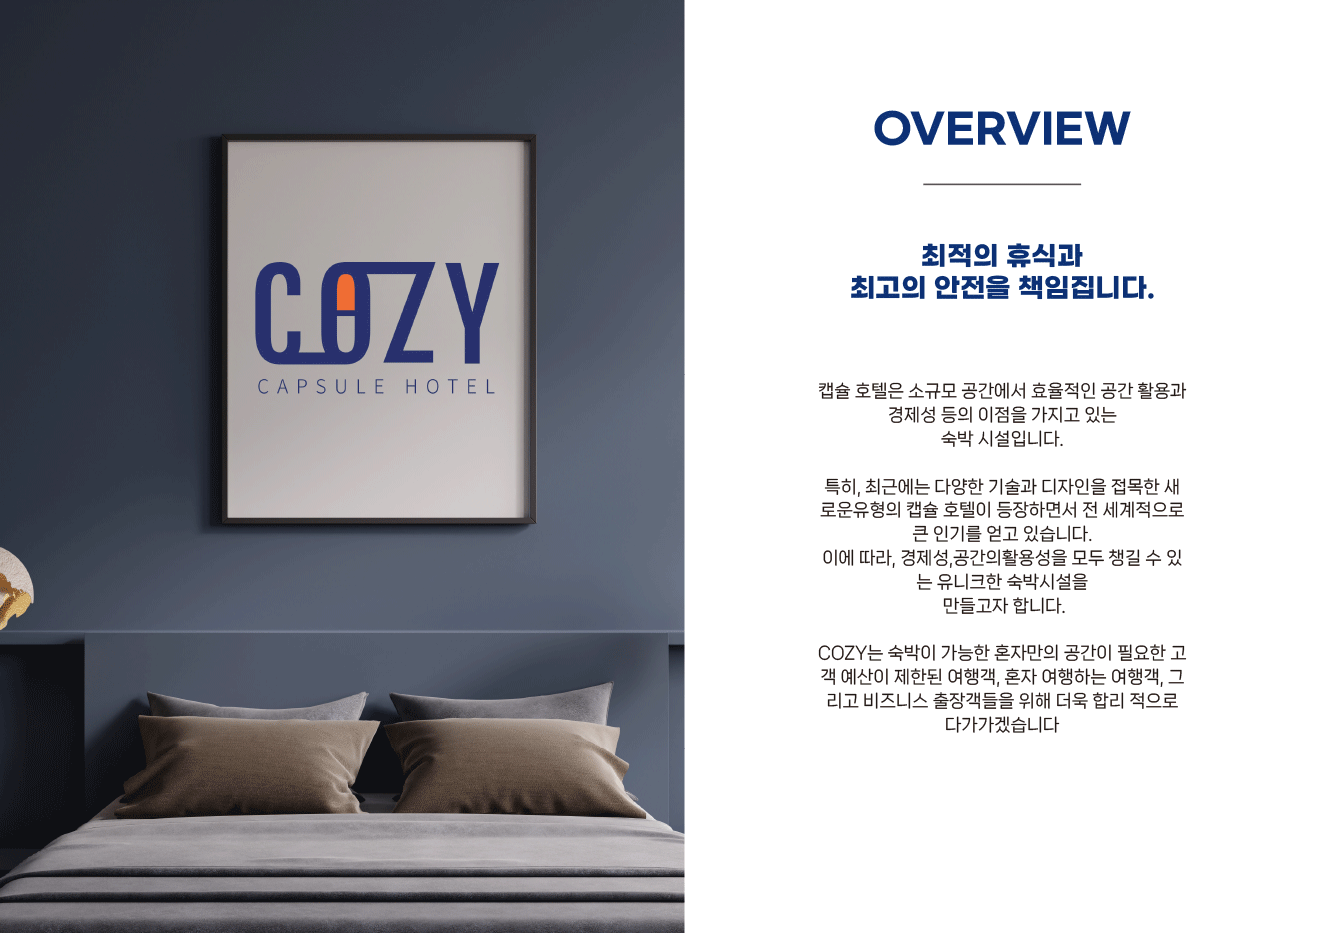 COZY
CAPSULE HOTEL
OVERVIEW
최적의 휴식과
최고의 안전을 책임집니다.
캡슐 호텔은 소규모 공간에서 효율적인 공간 활용과
경제성 등의 이점을 가지고 있는
숙박 시설입니다.
특히, 최근에는 다양한 기술과 디자인을 접목한 새
로운유형의 캡슐 호텔이 등장하면서 전 세계적으로
큰 인기를 얻고 있습니다.
이에 따라, 경제성,공간의활용성을 모두 챙길 수 있
는 유니크한 숙박시설을
만들고자 합니다.
COZY는 숙박이 가능한 혼자만의 공간이 필요한 고
객 예산이 제한된 여행객, 혼자 여행하는 여행객, 그
리고 비즈니스 출장객들을 위해 더욱 합리 적으로
다가가겠습니다